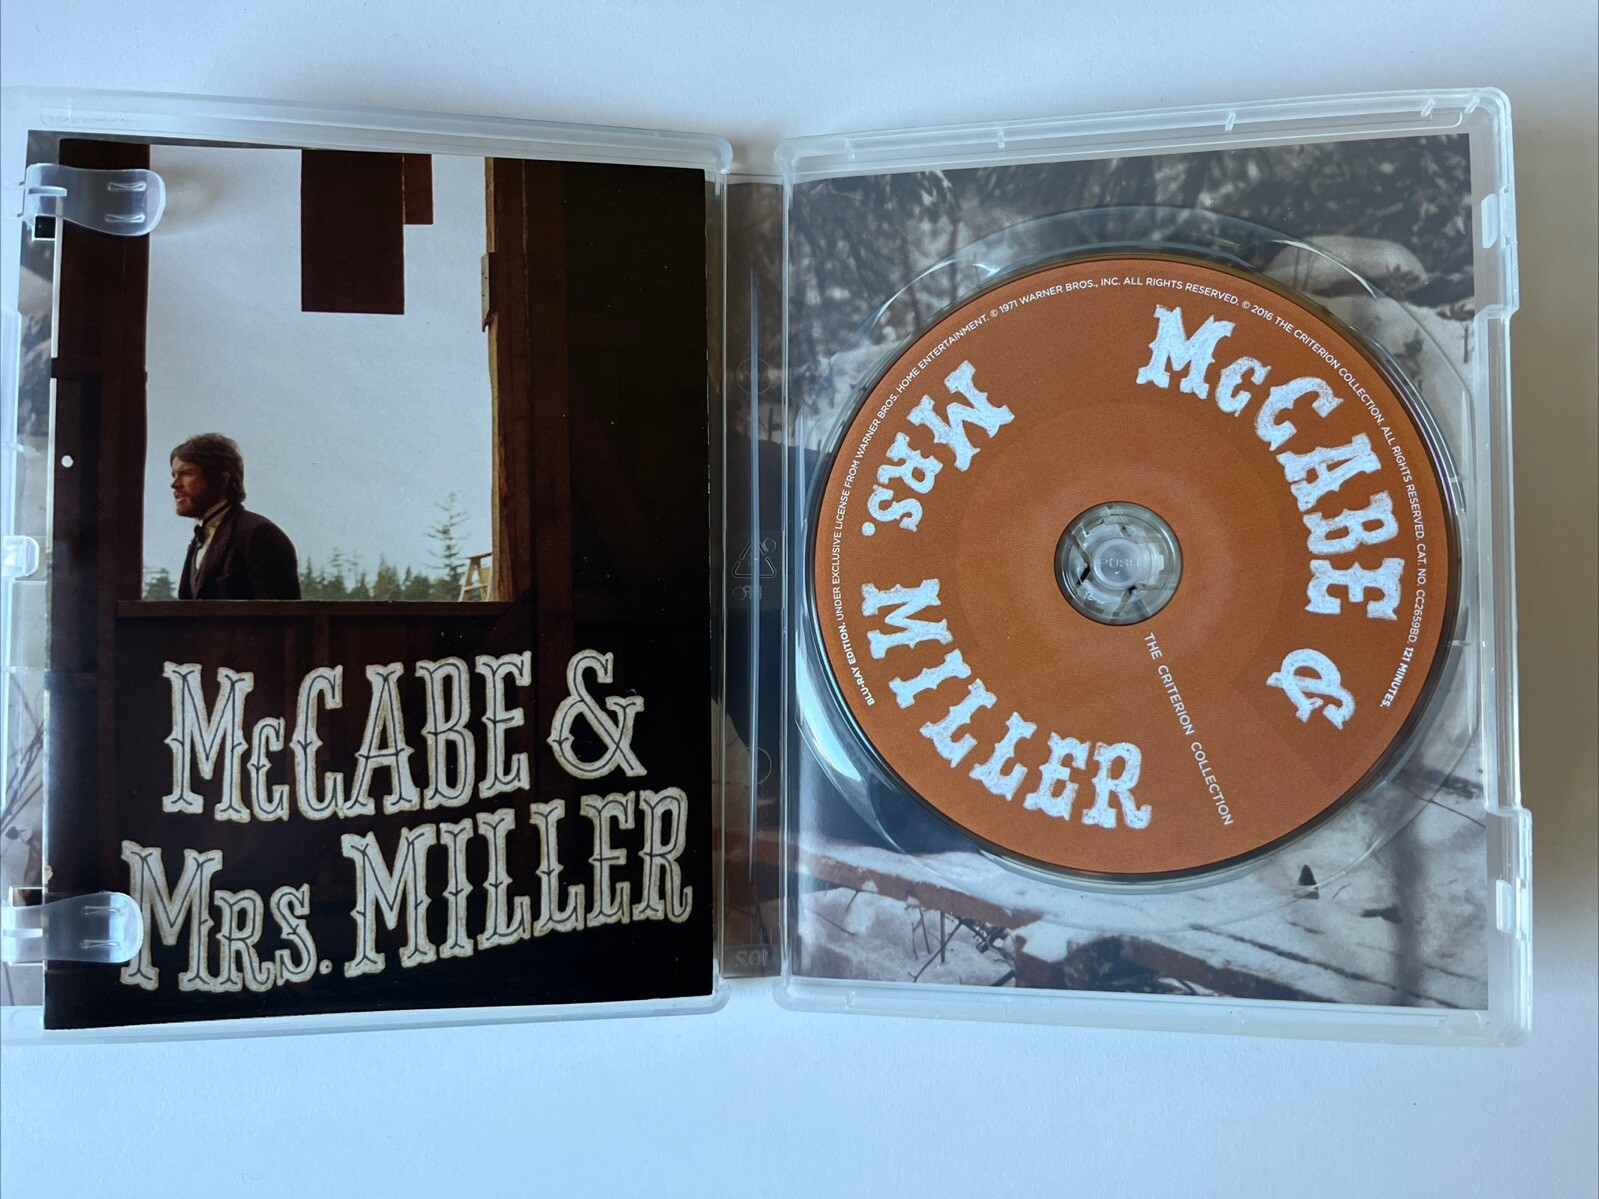 McCABE &
MRS. MILLER
McCABE &
MRS. MILLER
THE CRITERION COLLECTION
BLU-RAY EDITION. UNDER EXCLUSIVE LICENSE FROM WARNER BROS. HOME ENTERTAINMENT. © 1971 WARNER BROS., INC. ALL RIGHTS RESERVED. © 2016 THE CRITERION COLLECTION. ALL RIGHTS RESERVED. CAT. NO. CC2659BD. 121 MINUTES.
PUSH